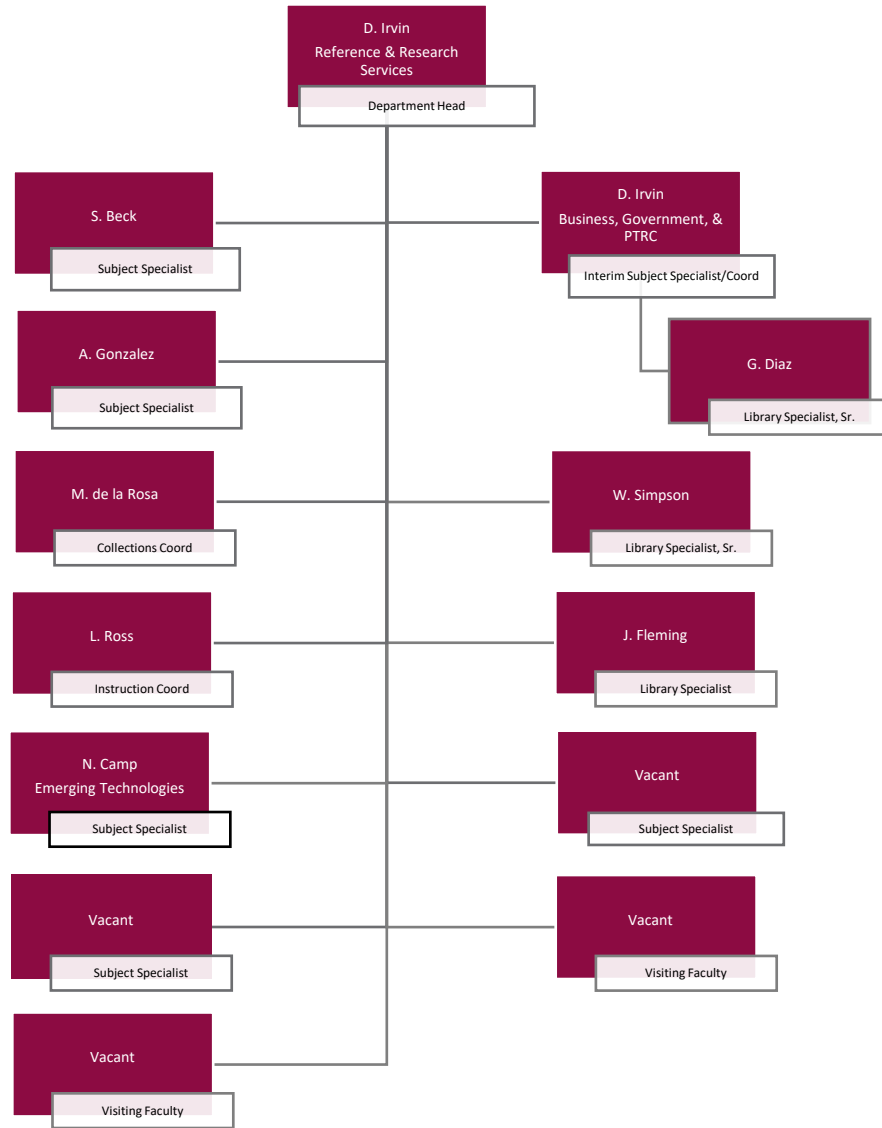 D. Irvin
Reference & Research
Services
Department Head
S. Beck
Subject Specialist
D. Irvin
Business, Government, &
PTRC
Interim Subject Specialist/Coord
A. Gonzalez
Subject Specialist
G. Diaz
Library Specialist, Sr.
M. de la Rosa
Collections Coord
W. Simpson
Library Specialist, Sr.
L. Ross
Instruction Coord
J. Fleming
Library Specialist
N. Camp
Emerging Technologies
Subject Specialist
Vacant
Subject Specialist
Vacant
Subject Specialist
Vacant
Visiting Faculty
Vacant
Visiting Faculty